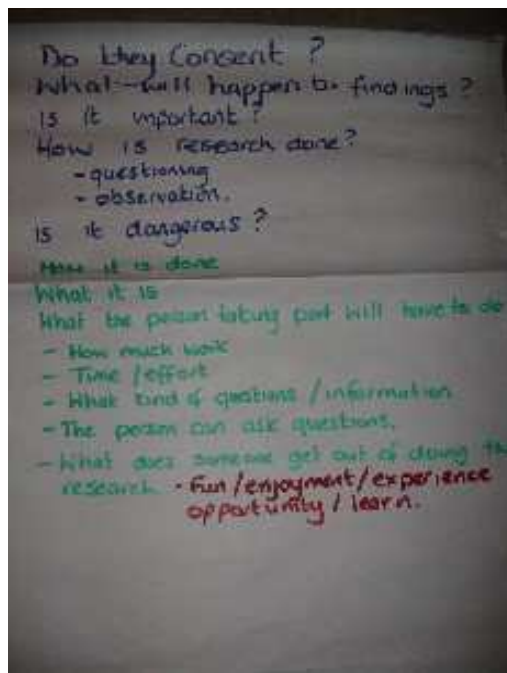 Do they Consent ?
What will happen to findings ?
Is it important ?
How is research done?
- questioning
- observation.
is it dangerous ?
How it is done
What it is
What the person taking part will have to do
- How much work
- Time / effort
- What kind of questions / information
- The person can ask questions.
- What does someone get out of doing the
research. • Fun / enjoyment / experience
opportunity / learn.